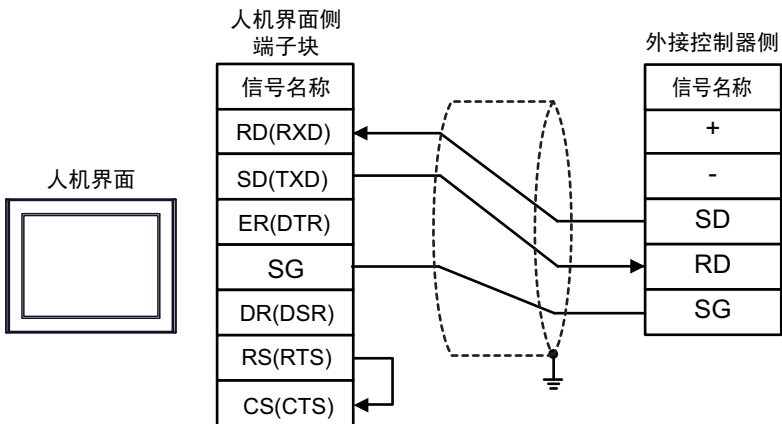 人机界面
人机界面侧
端子块
信号名称
RD(RXD)
SD(TXD)
ER(DTR)
SG
DR(DSR)
RS(RTS)
CS(CTS)
外接控制器侧
信号名称
+
-
SD
RD
SG